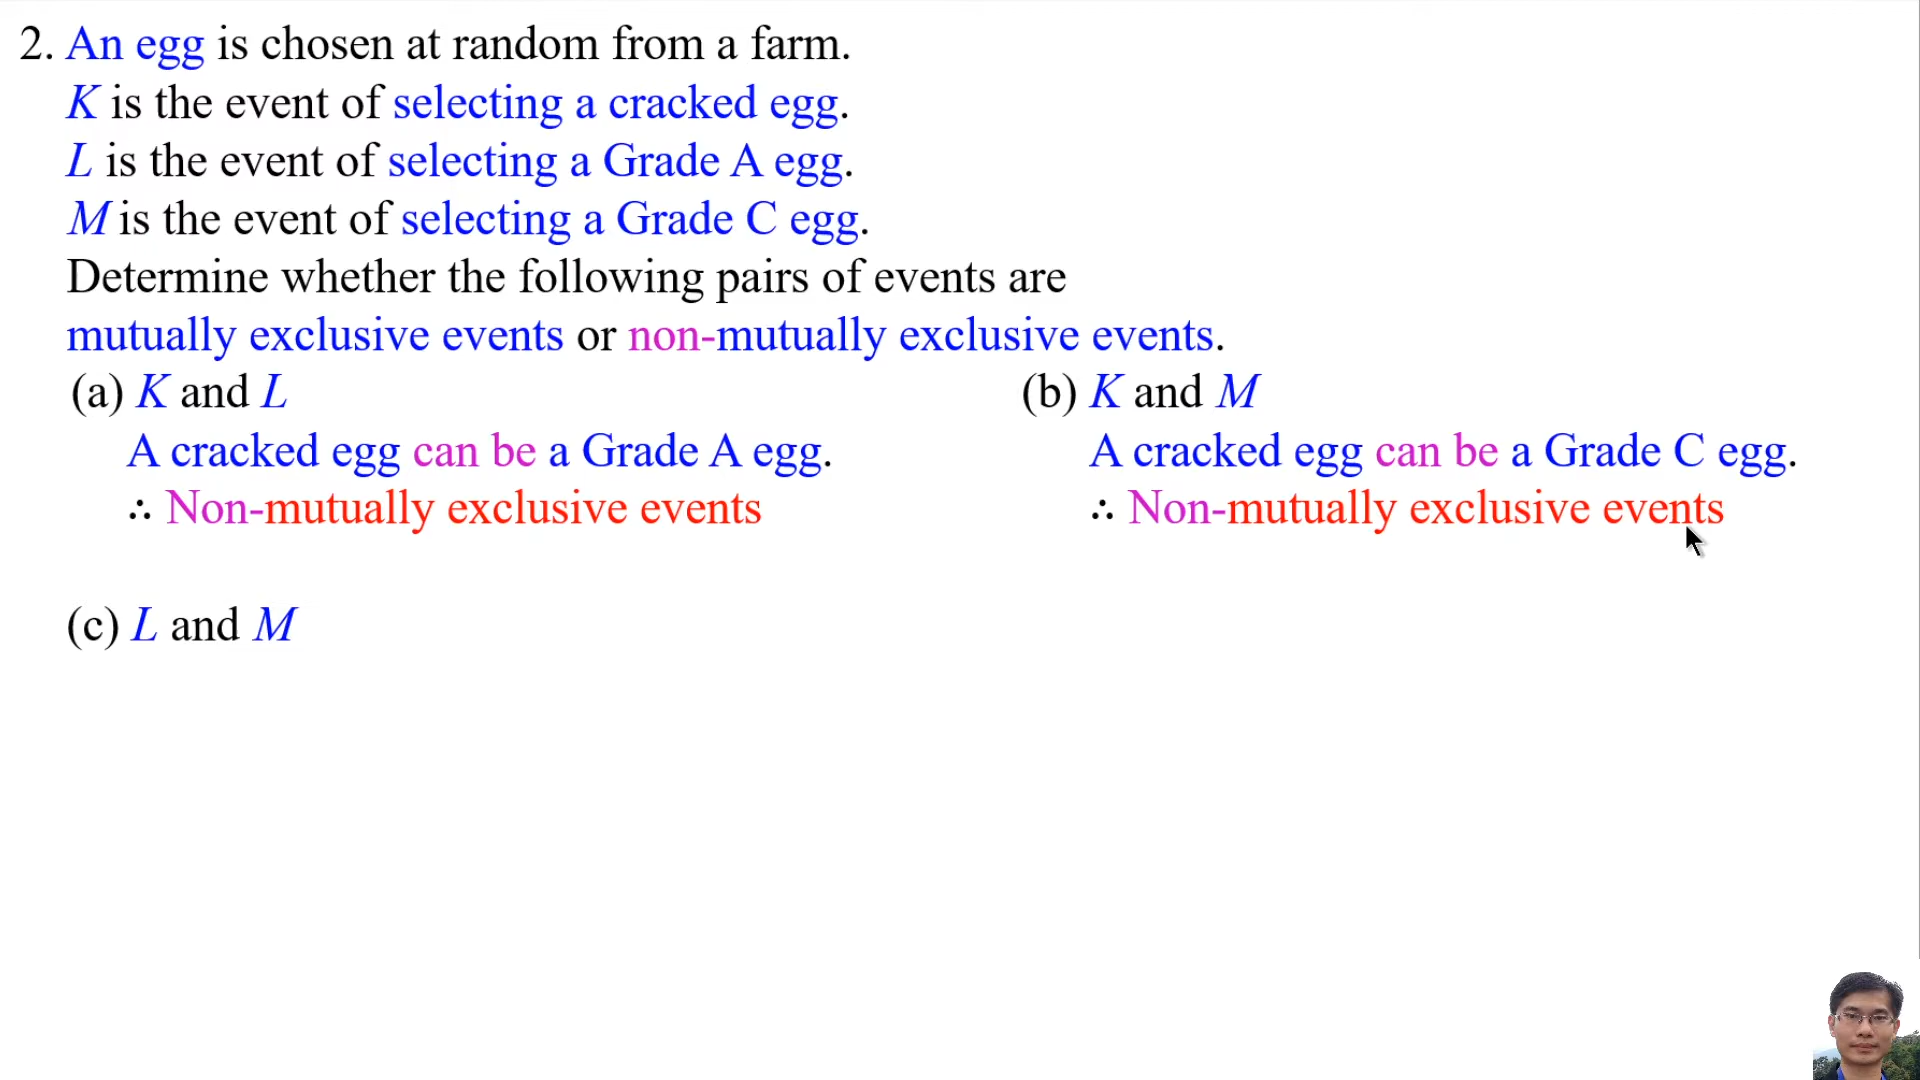 2. An egg is chosen at random from a farm.
K is the event of selecting a cracked egg.
L is the event of selecting a Grade A egg.
M is the event of selecting a Grade C egg.
Determine whether the following pairs of events are
mutually exclusive events or non-mutually exclusive events.
(a) K and L
A cracked egg can be a Grade A egg.
∴ Non-mutually exclusive events
(b) K and M
A cracked egg can be a Grade C egg.
∴ Non-mutually exclusive events
(c) L and M